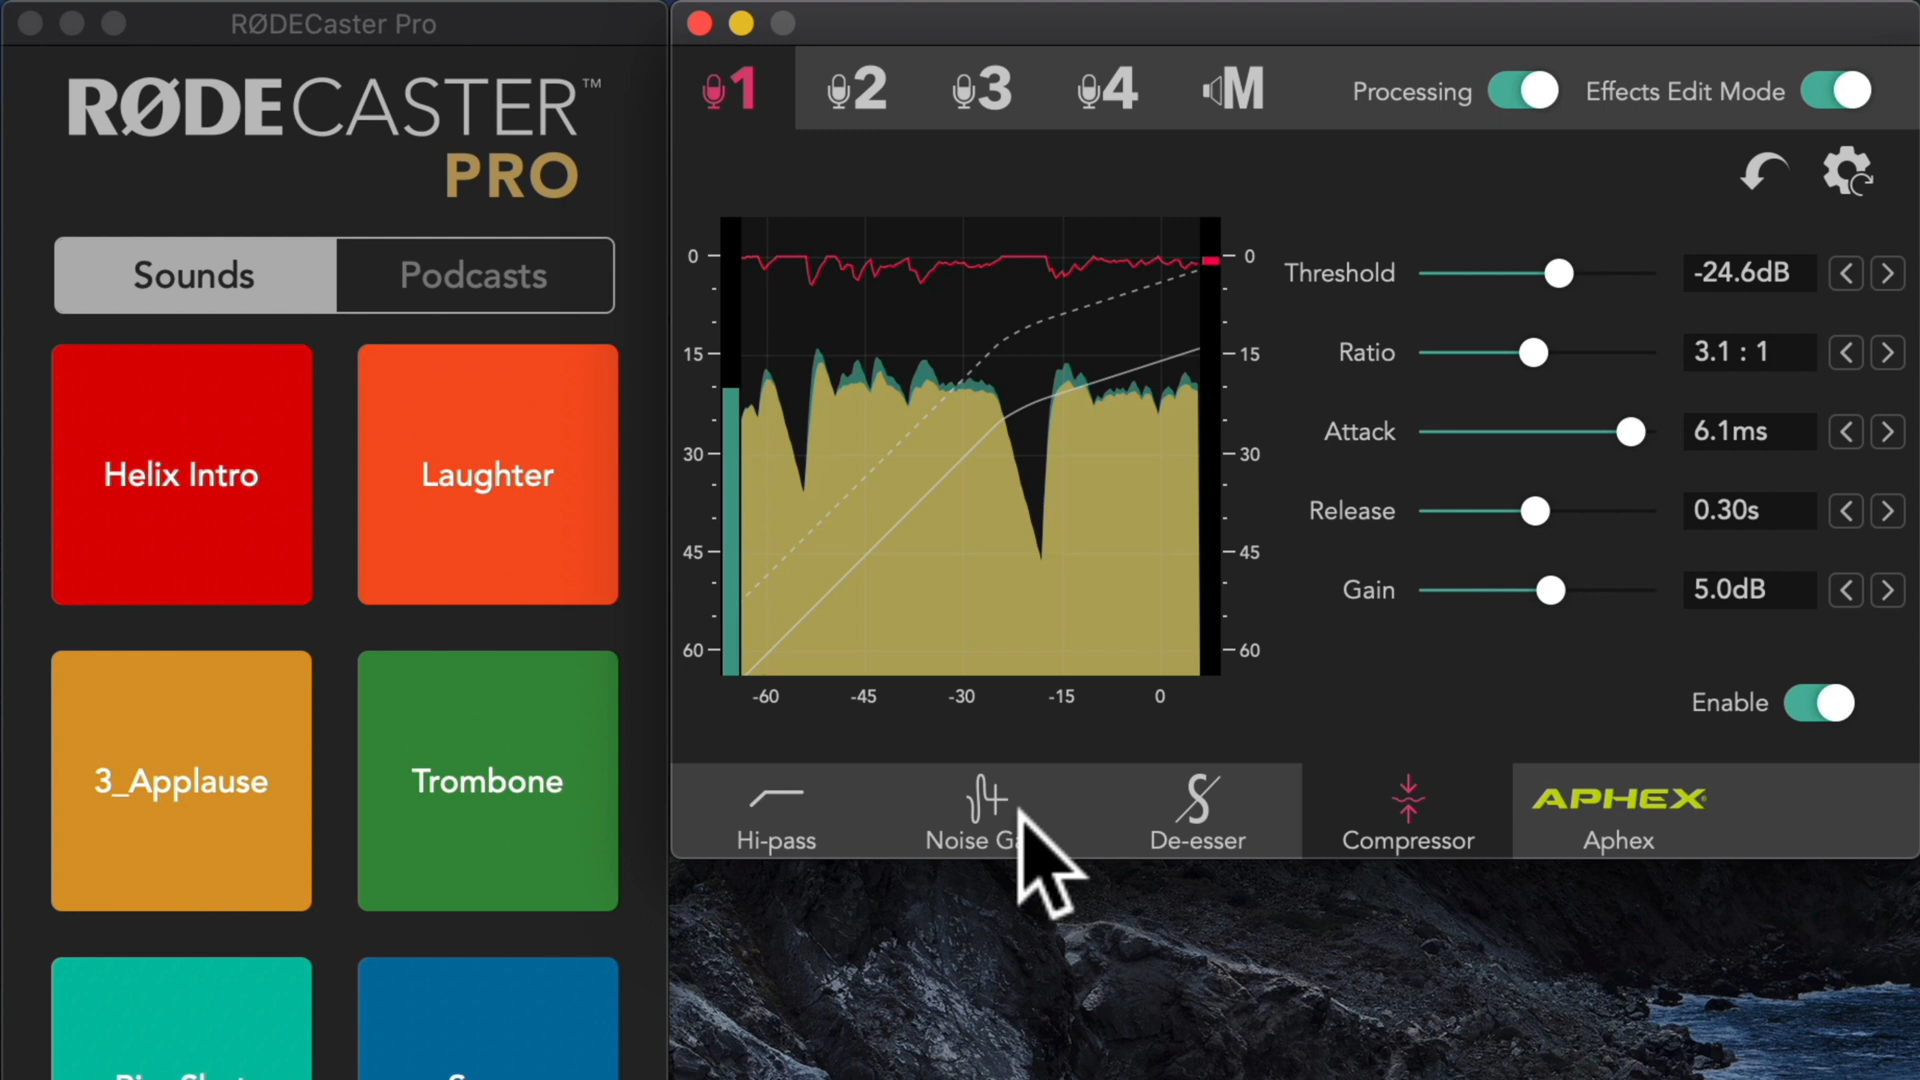 RØDECaster Pro
RØDECASTER™
PRO
Sounds
Podcasts
Helix Intro
Laughter
3_Applause
Trombone
1
2
3
4
M
Processing
Effects Edit Mode
0
15
30
45
60
0
15
30
45
60
-60
-45
-30
-15
0
Threshold
-24.6dB
Ratio
3.1 : 1
Attack
6.1ms
Release
0.30s
Gain
5.0dB
Enable
Hi-pass
Noise
De-esser
Compressor
APHEX
Aphex